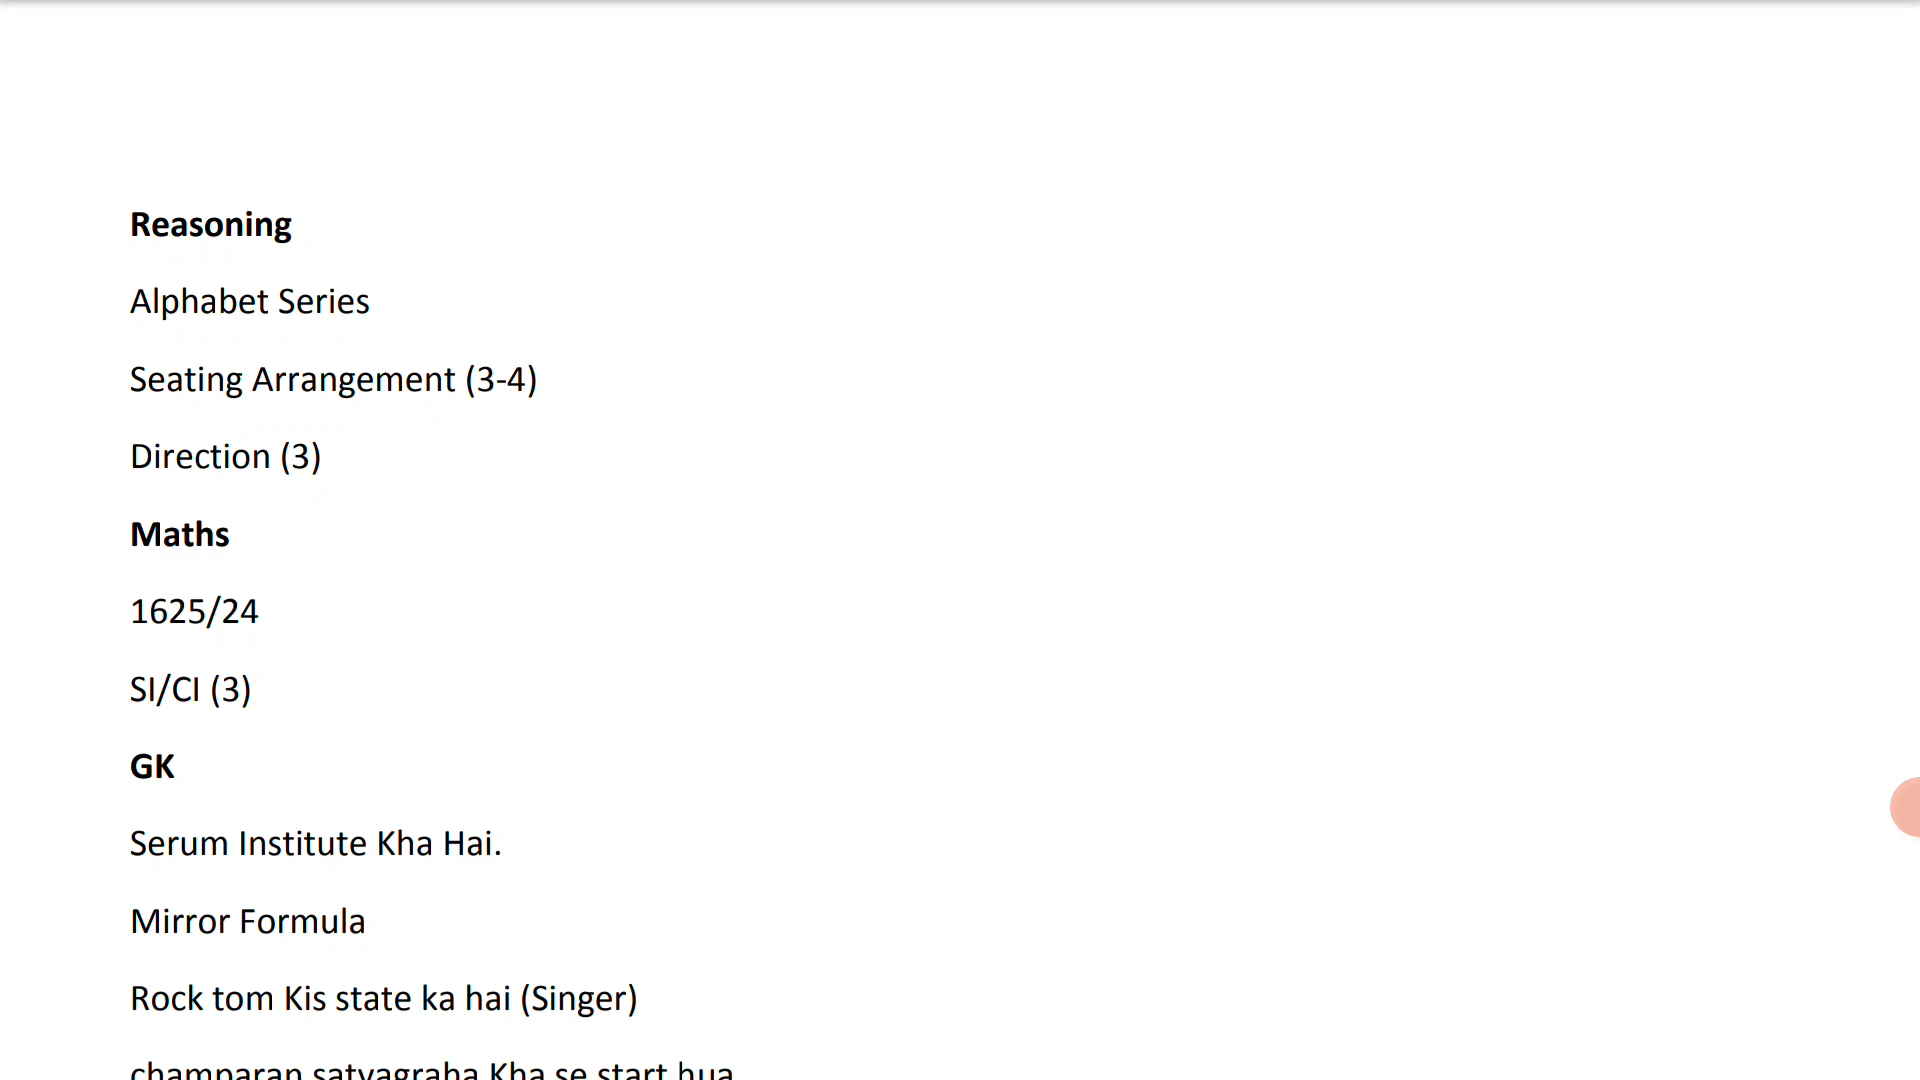 Reasoning
Alphabet Series
Seating Arrangement (3-4)
Direction (3)
Maths
1625/24
SI/CI (3)
GK
Serum Institute Kha Hai.
Mirror Formula
Rock tom Kis state ka hai (Singer)
champaran satyagraha Kha se start hua